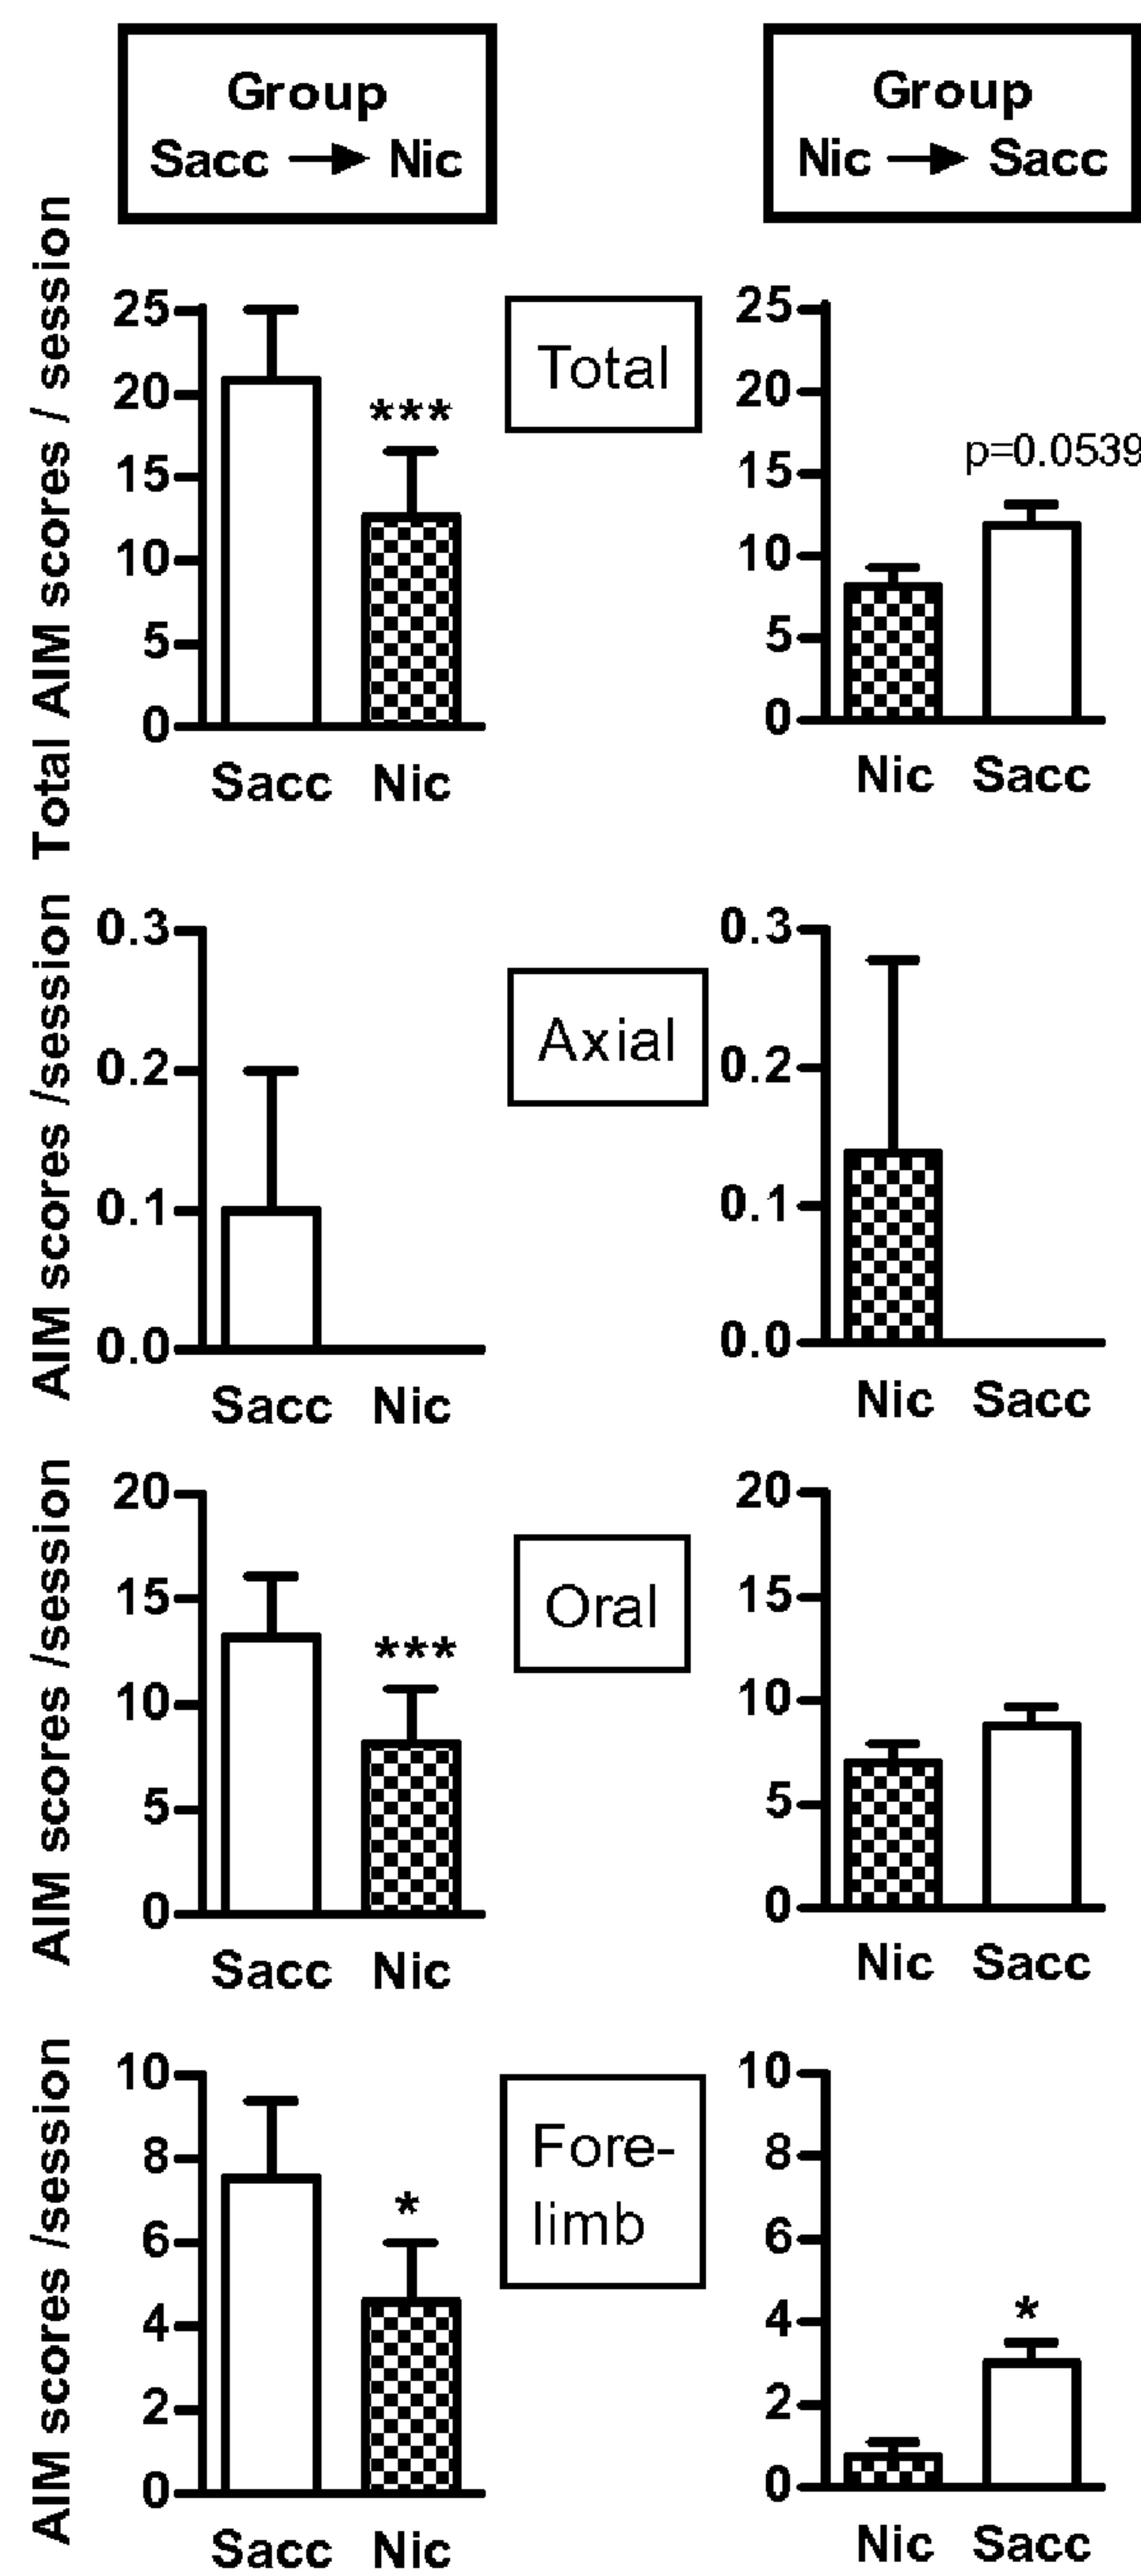 Group
Sacc → Nic
Group
Nic → Sacc
Total AIM scores / session
25
20
15
10
5
0
***
Sacc Nic
Total
25
20
15
10
5
0
p=0.0539
Nic Sacc
AIM scores /session
0.3
0.2
0.1
0.0
Sacc Nic
Axial
0.3
0.2
0.1
0.0
Nic Sacc
AIM scores /session
20
15
10
5
0
***
Sacc Nic
Oral
20
15
10
5
0
Nic Sacc
AIM scores /session
10
8
6
4
2
0
*
Sacc Nic
Fore-
limb
10
8
6
4
2
0
*
Nic Sacc